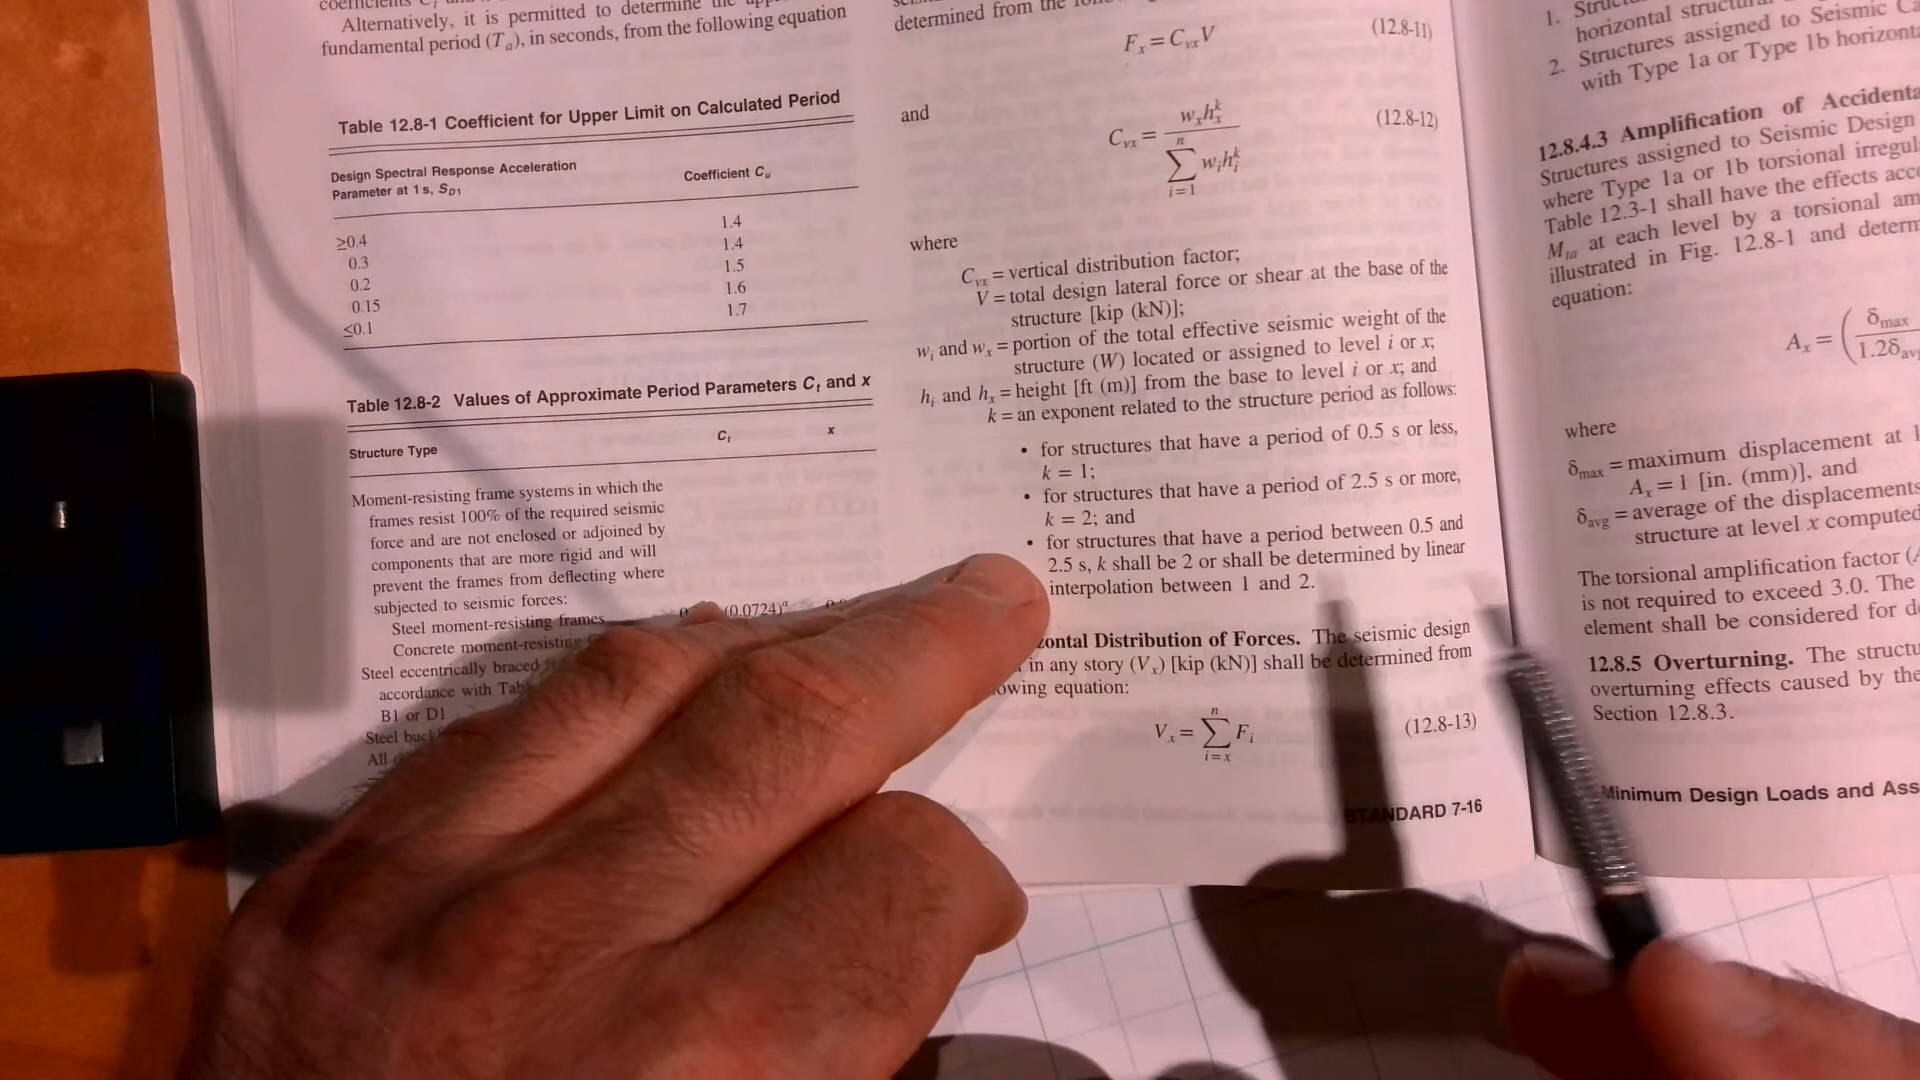 Alternatively, it is permitted to determine the
fundamental period (Tₐ), in seconds, from the following equation
Table 12.8-1 Coefficient for Upper Limit on Calculated Period
Design Spectral Response Acceleration
Parameter at 1 s, S_D1
Coefficient C_u
≥0.4 1.4
0.3 1.4
0.2 1.5
0.15 1.6
≤0.1 1.7
Table 12.8-2 Values of Approximate Period Parameters C_t and x
Structure Type C_t x
Moment-resisting frame systems in which the
frames resist 100% of the required seismic
force and are not enclosed or adjoined by
components that are more rigid and will
prevent the frames from deflecting where
subjected to seismic forces:
Steel moment-resisting frames (0.0724)ᵃ
Concrete moment-resisting
Steel eccentrically braced
accordance with
B1 or D1
Steel
All
determined from the
F_x = C_vx V (12.8-11)
and
C_vx = w_x h_x^k / ∑_{i=1}^{n} w_i h_i^k (12.8-12)
where
C_vx = vertical distribution factor;
V = total design lateral force or shear at the base of the
structure [kip (kN)];
w_i and w_x = portion of the total effective seismic weight of the
structure (W) located or assigned to level i or x;
h_i and h_x = height [ft (m)] from the base to level i or x; and
k = an exponent related to the structure period as follows:
• for structures that have a period of 0.5 s or less,
k = 1;
• for structures that have a period of 2.5 s or more,
k = 2; and
• for structures that have a period between 0.5 and
2.5 s, k shall be 2 or shall be determined by linear
interpolation between 1 and 2.
zontal Distribution of Forces. The seismic design
in any story (V_x) [kip (kN)] shall be determined from
owing equation:
V_x = ∑_{i=x}^{n} F_i (12.8-13)
STANDARD 7-16
1.
horizontal
2. Structures assigned to Seismic
with Type 1a or Type 1b
12.8.4.3 Amplification of
Structures assigned to Seismic Design
where Type 1a or 1b torsional
Table 12.3-1 shall have the effects
M_ta at each level by a torsional
illustrated in Fig. 12.8-1 and
equation:
A_x = (δ_max / 1.2δ_avg
where
δ_max = maximum displacement at
A_x = 1 [in. (mm)], and
δ_avg = average of the displacements
structure at level x computed
The torsional amplification factor
is not required to exceed 3.0. The
element shall be considered for
12.8.5 Overturning. The
overturning effects caused by the
Section 12.8.3.
Minimum Design Loads and